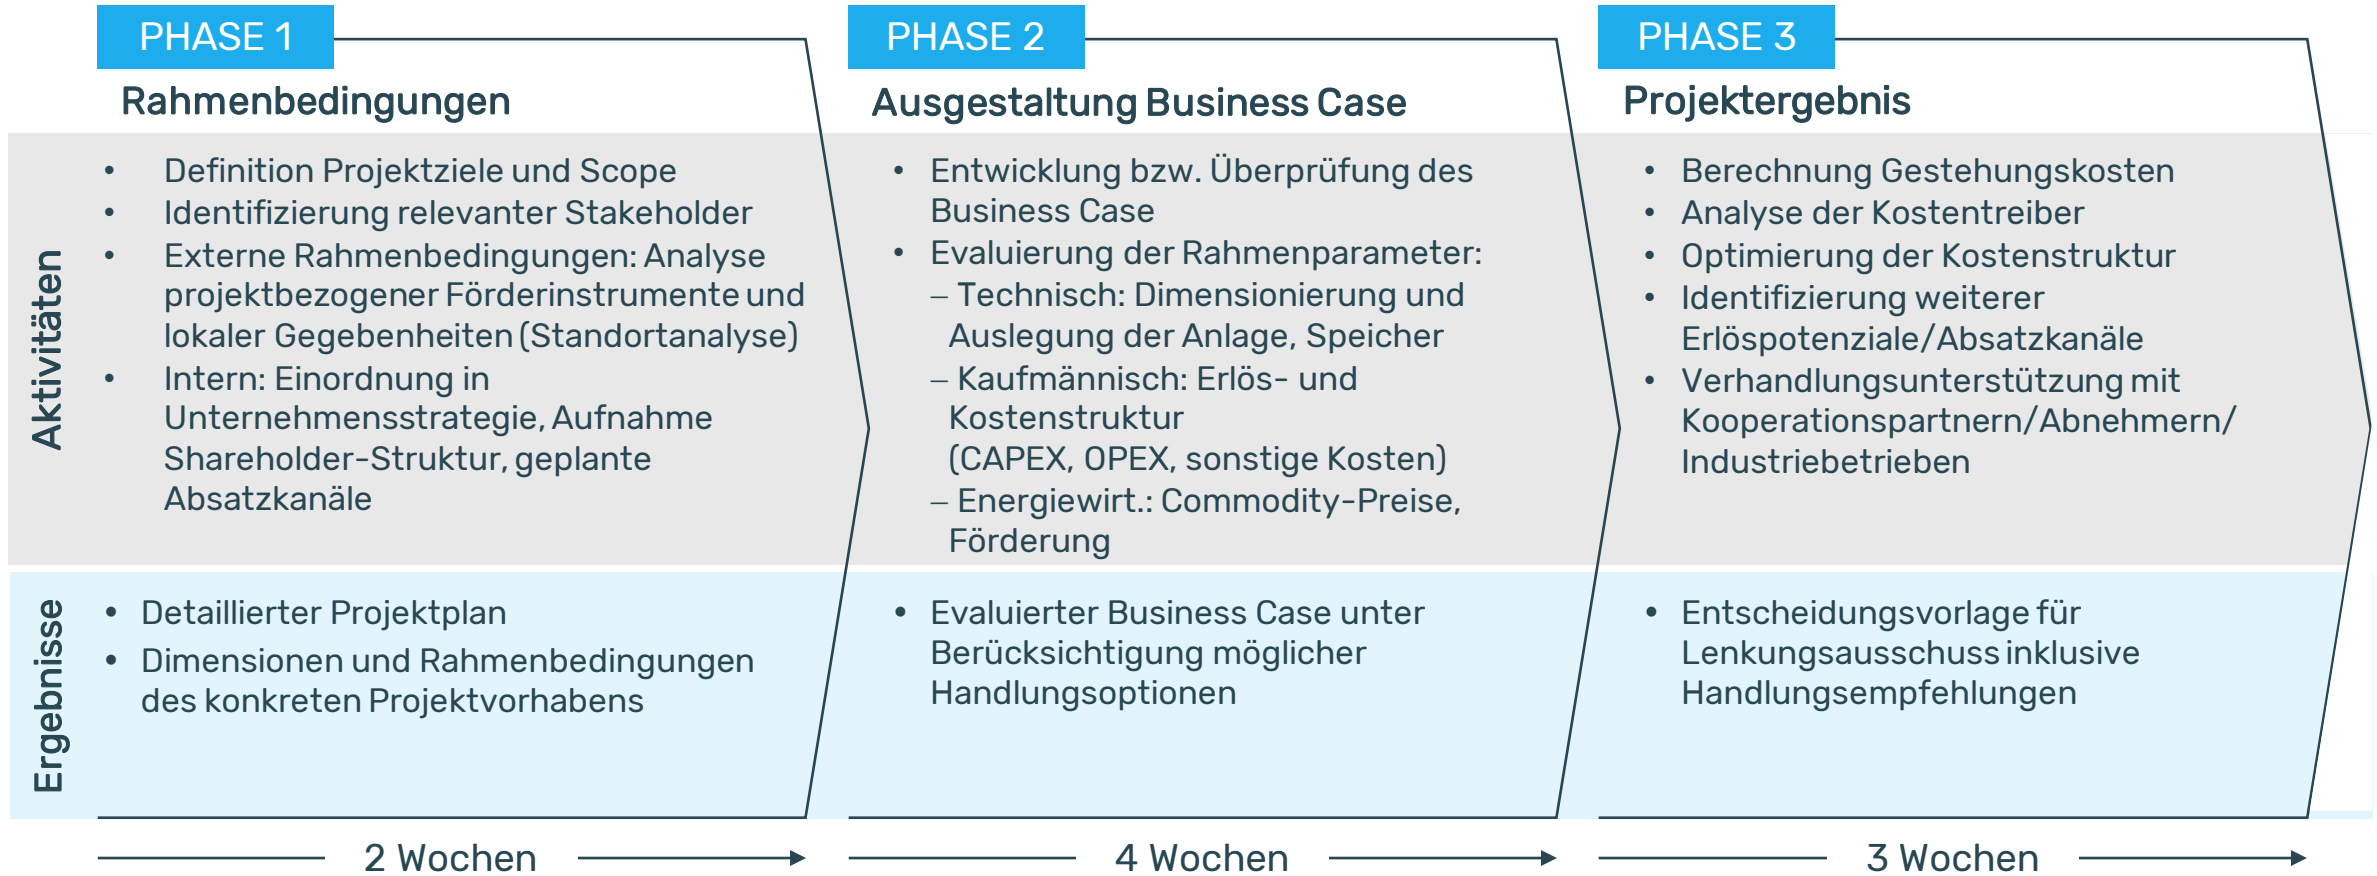 PHASE 1
Rahmenbedingungen
PHASE 2
Ausgestaltung Business Case
PHASE 3
Projektergebnis
Aktivitäten
• Definition Projektziele und Scope
• Identifizierung relevanter Stakeholder
• Externe Rahmenbedingungen: Analyse
projektbezogener Förderinstrumente und
lokaler Gegebenheiten (Standortanalyse)
• Intern: Einordnung in
Unternehmensstrategie, Aufnahme
Shareholder-Struktur, geplante
Absatzkanäle
• Entwicklung bzw. Überprüfung des
Business Case
• Evaluierung der Rahmenparameter:
– Technisch: Dimensionierung und
Auslegung der Anlage, Speicher
– Kaufmännisch: Erlös- und
Kostenstruktur
(CAPEX, OPEX, sonstige Kosten)
– Energiewirt.: Commodity-Preise,
Förderung
• Berechnung Gestehungskosten
• Analyse der Kostentreiber
• Optimierung der Kostenstruktur
• Identifizierung weiterer
Erlöspotenziale/Absatzkanäle
• Verhandlungsunterstützung mit
Kooperationspartnern/Abnehmern/
Industriebetrieben
Ergebnisse
• Detaillierter Projektplan
• Dimensionen und Rahmenbedingungen
des konkreten Projektvorhabens
• Evaluierter Business Case unter
Berücksichtigung möglicher
Handlungsoptionen
• Entscheidungsvorlage für
Lenkungsausschuss inklusive
Handlungsempfehlungen
2 Wochen
4 Wochen
3 Wochen